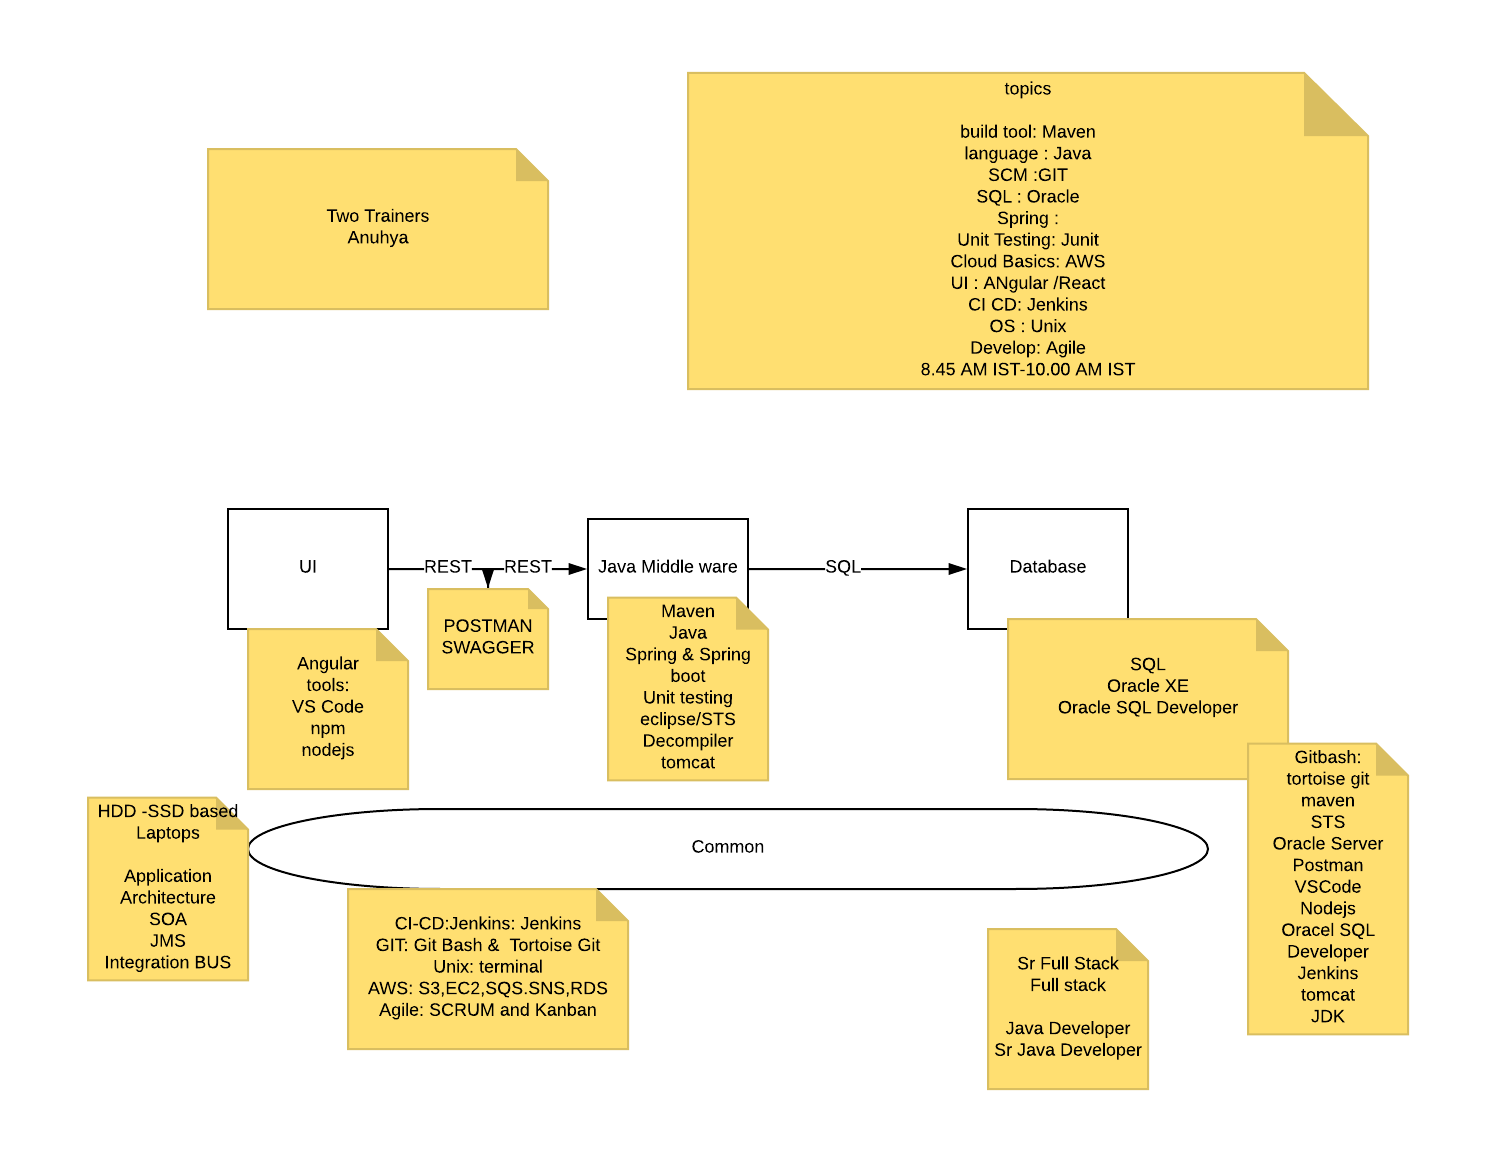 topics
build tool: Maven
language : Java
SCM :GIT
SQL : Oracle
Spring :
Unit Testing: Junit
Cloud Basics: AWS
UI : ANgular /React
CI CD: Jenkins
OS : Unix
Develop: Agile
8.45 AM IST-10.00 AM IST
Two Trainers
Anuhya
UI
REST
REST
Java Middle ware
SQL
Database
POSTMAN
SWAGGER
Angular
tools:
VS Code
npm
nodejs
Maven
Java
Spring & Spring
boot
Unit testing
eclipse/STS
Decompiler
tomcat
SQL
Oracle XE
Oracle SQL Developer
Gitbash:
tortoise git
maven
STS
Oracle Server
Postman
VSCode
Nodejs
Oracel SQL
Developer
Jenkins
tomcat
JDK
HDD -SSD based
Laptops
Application
Architecture
SOA
JMS
Integration BUS
Common
CI-CD:Jenkins: Jenkins
GIT: Git Bash &  Tortoise Git
Unix: terminal
AWS: S3,EC2,SQS.SNS,RDS
Agile: SCRUM and Kanban
Sr Full Stack
Full stack
Java Developer
Sr Java Developer